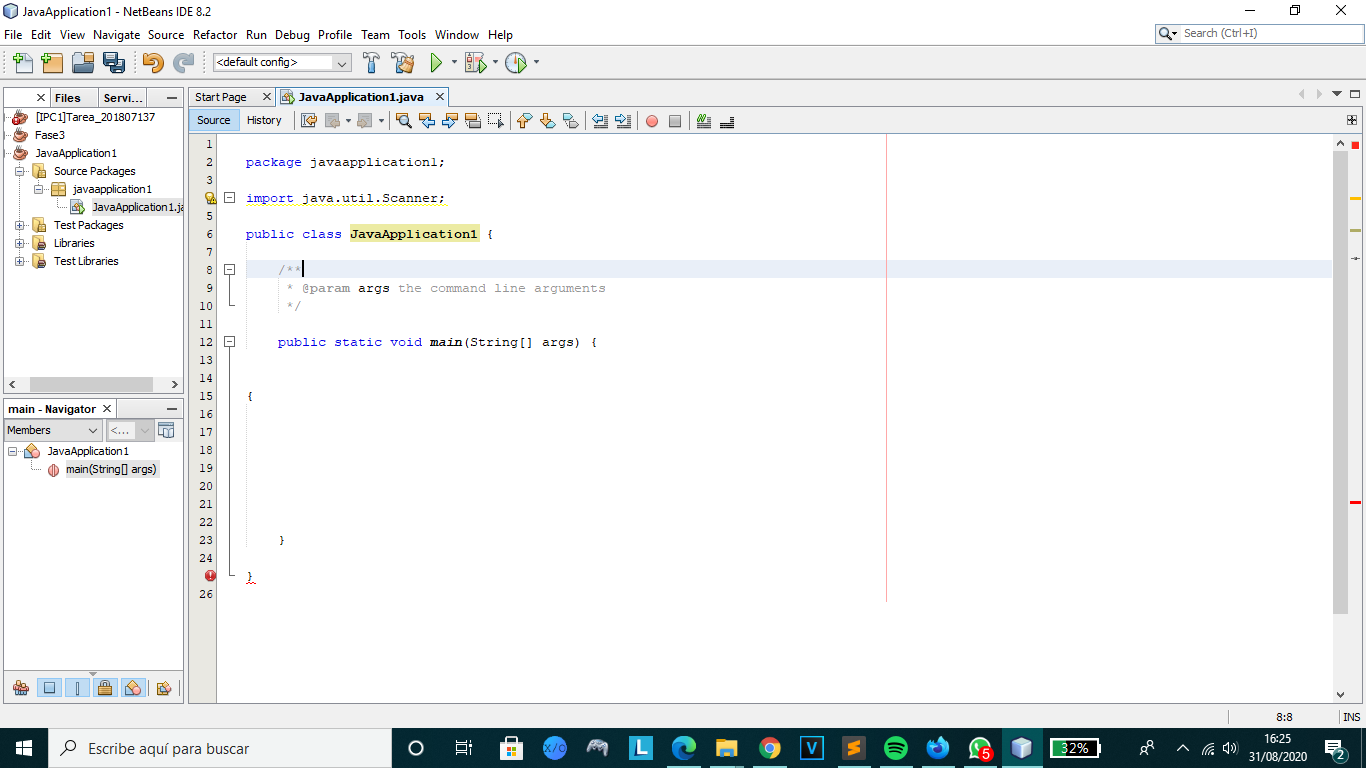 JavaApplication1 - NetBeans IDE 8.2
File Edit View Navigate Source Refactor Run Debug Profile Team Tools Window Help
Search (Ctrl+I)
<default config>
Files Servi...
Start Page JavaApplication1.java
[IPC1]Tarea_201807137
Fase3
JavaApplication1
Source Packages
javaapplication1
JavaApplication1.ja
Test Packages
Libraries
Test Libraries
Source History
1
2 package javaapplication1;
3
import java.util.Scanner;
5
6 public class JavaApplication1 {
7
8 /**
9 * @param args the command line arguments
10 */
11
12 public static void main(String[] args) {
13
14
15 {
16
17
18
19
20
21
22
23 }
24
}
26
main - Navigator
Members <...
JavaApplication1
main(String[] args)
8:8 INS
Escribe aquí para buscar
X/O
L
V
5
32%
16:25
31/08/2020
2